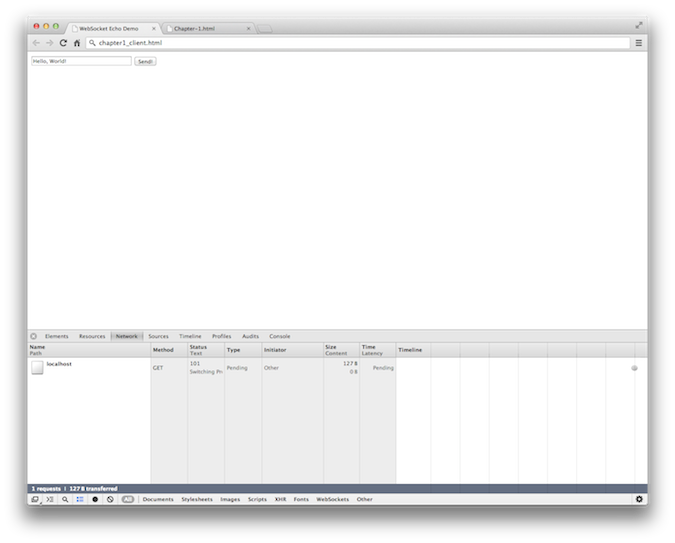 WebSocket Echo Demo
Chapter-1.html
chapter1_client.html
Hello, World!
Send!
Elements Resources Network Sources Timeline Profiles Audits Console
Name Path Method Status Text Type Initiator Size Content Time Latency Timeline
localhost GET 101 Switching Pr Pending Other 127 B 0 B Pending
1 requests | 127 B transferred
All Documents Stylesheets Images Scripts XHR Fonts WebSockets Other